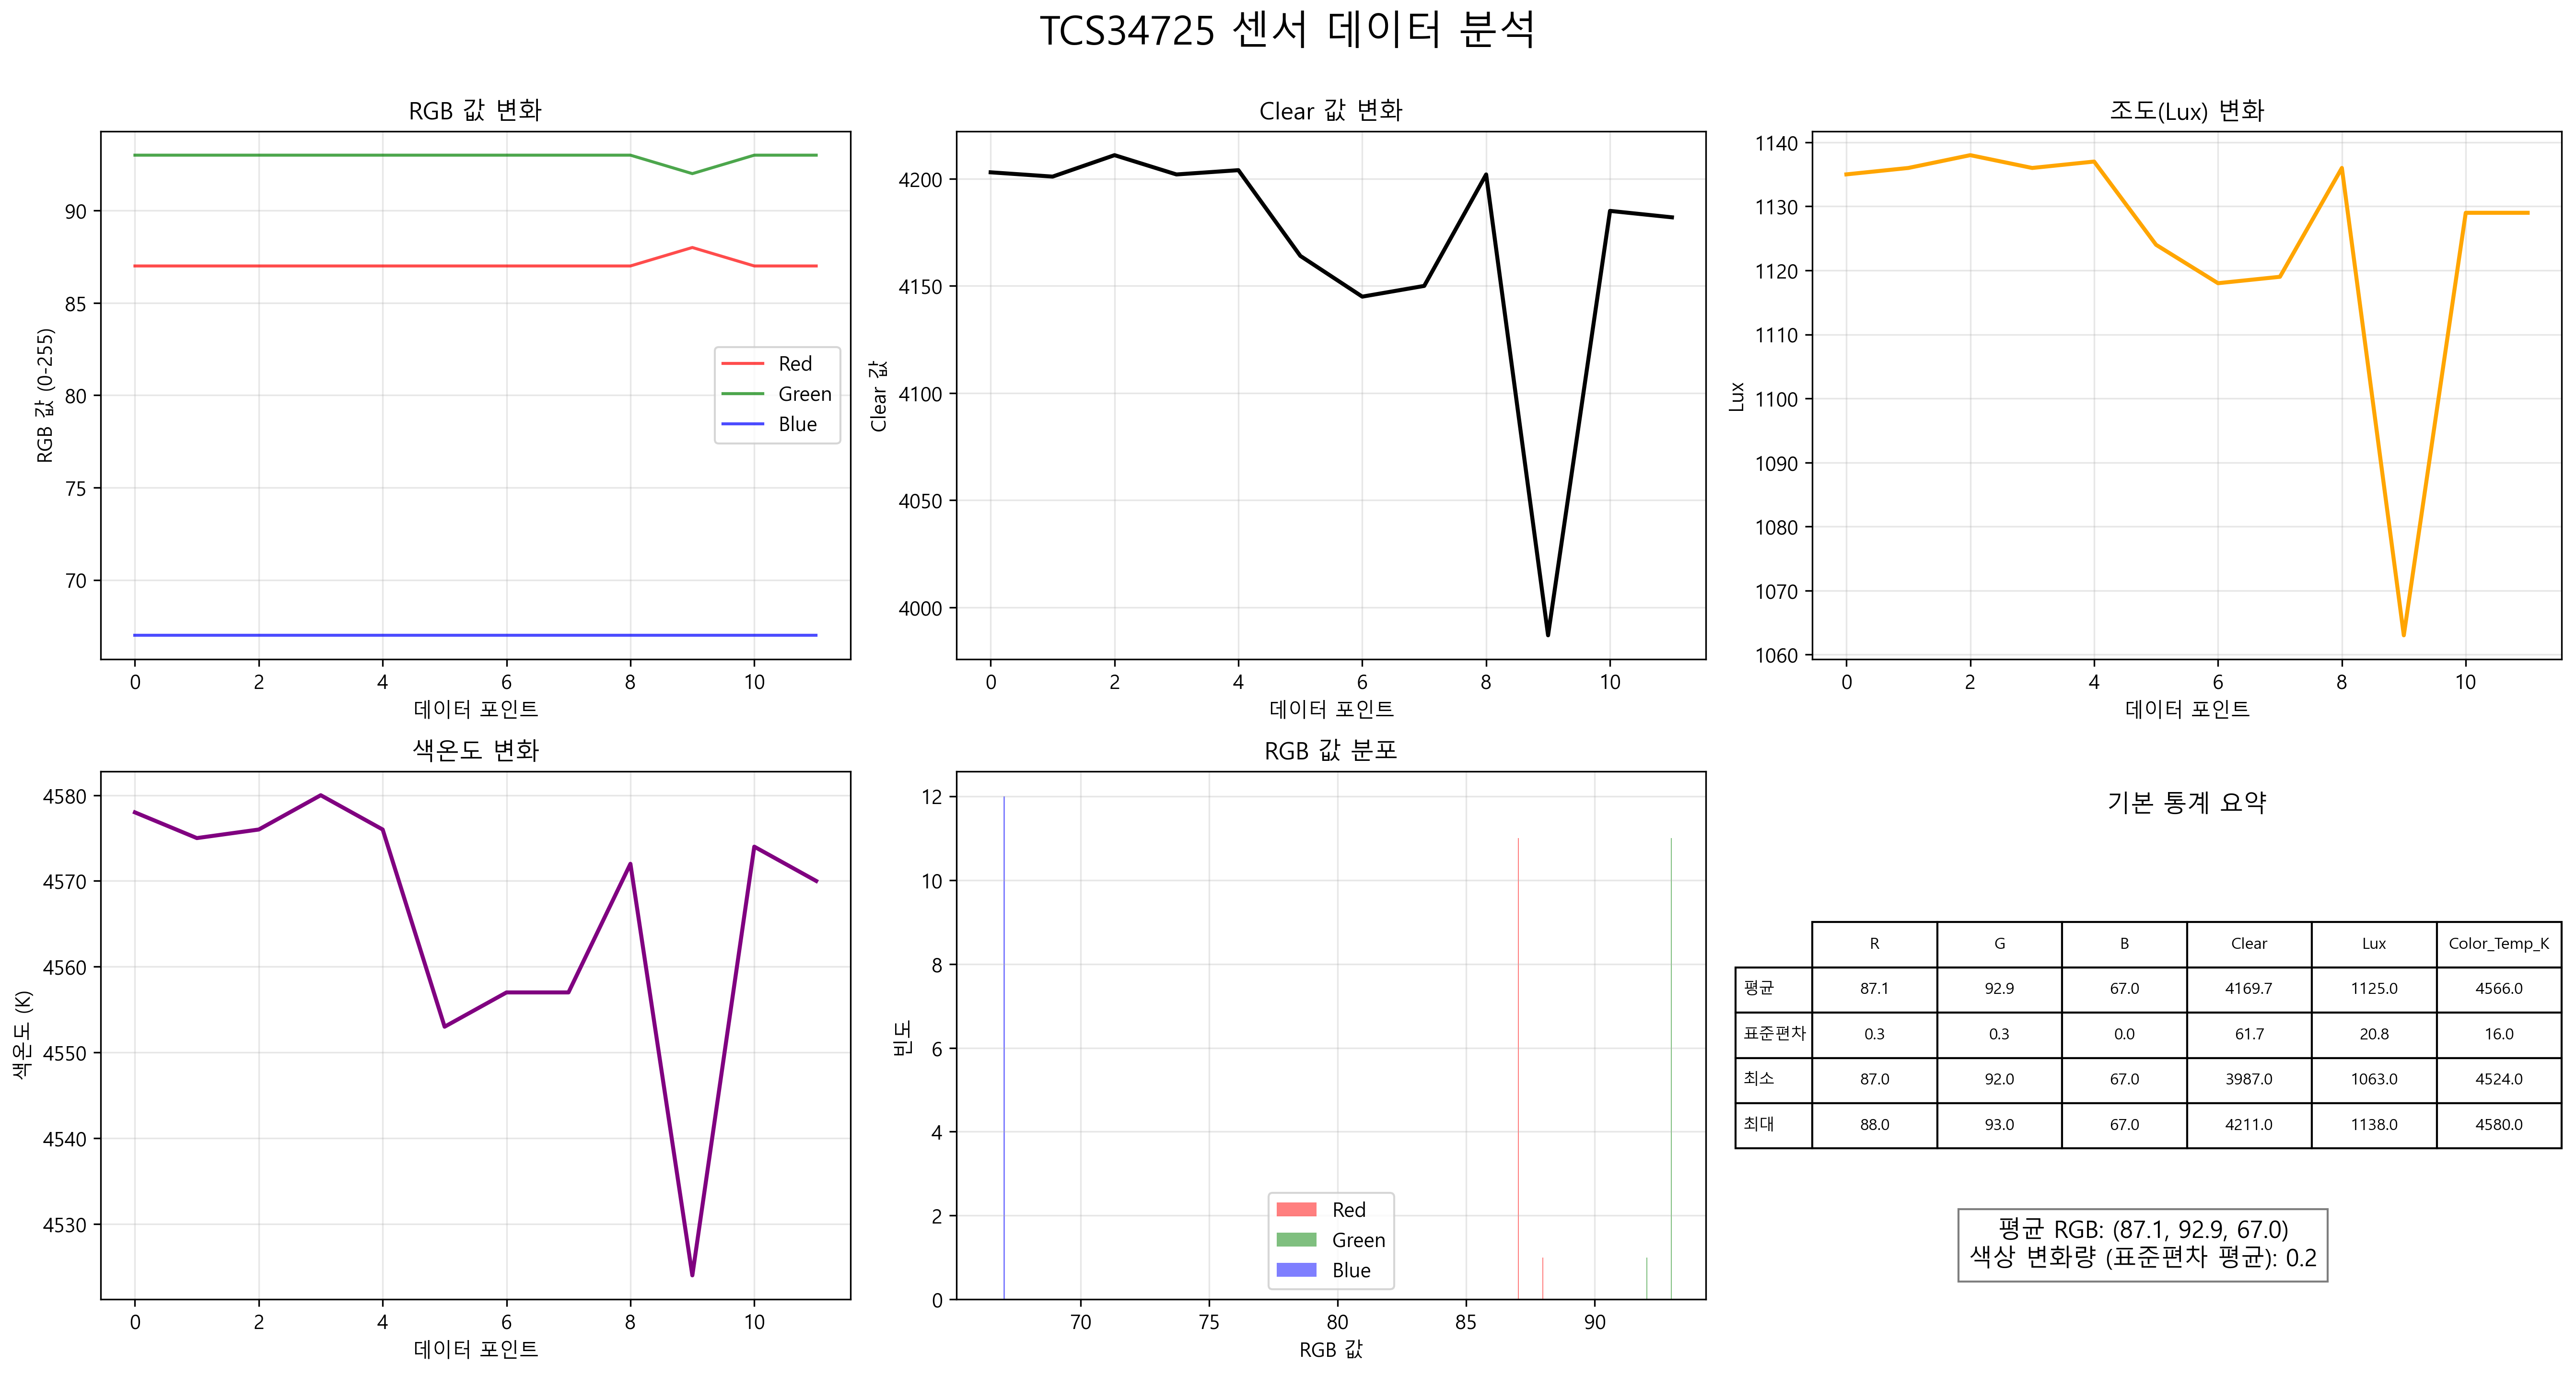 TCS34725 센서 데이터 분석
RGB 값 변화
RGB 값 (0-255)
90
85
80
75
70
Red
Green
Blue
0 2 4 6 8 10
데이터 포인트
Clear 값 변화
Clear 값
4200
4150
4100
4050
4000
0 2 4 6 8 10
데이터 포인트
조도(Lux) 변화
Lux
1140
1130
1120
1110
1100
1090
1080
1070
1060
0 2 4 6 8 10
데이터 포인트
색온도 변화
색온도 (K)
4580
4570
4560
4550
4540
4530
0 2 4 6 8 10
데이터 포인트
RGB 값 분포
빈도
12
10
8
6
4
2
0
Red
Green
Blue
70 75 80 85 90
RGB 값
기본 통계 요약
R G B Clear Lux Color_Temp_K
평균 87.1 92.9 67.0 4169.7 1125.0 4566.0
표준편차 0.3 0.3 0.0 61.7 20.8 16.0
최소 87.0 92.0 67.0 3987.0 1063.0 4524.0
최대 88.0 93.0 67.0 4211.0 1138.0 4580.0
평균 RGB: (87.1, 92.9, 67.0)
색상 변화량 (표준편차 평균): 0.2